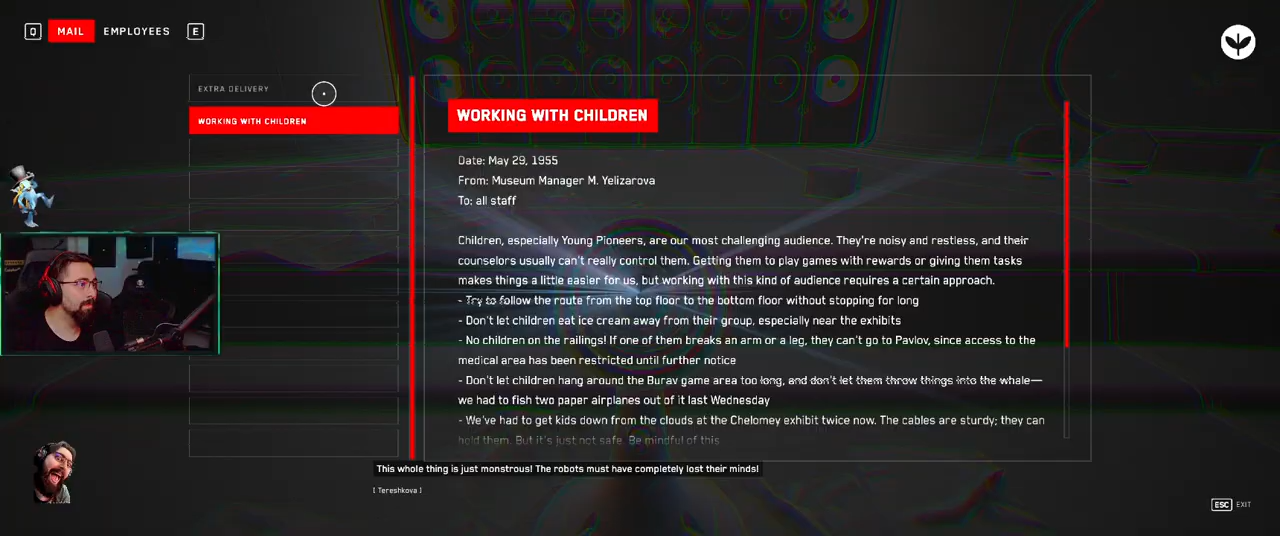 Q MAIL EMPLOYEES E
EXTRA DELIVERY
WORKING WITH CHILDREN
WORKING WITH CHILDREN
Date: May 29, 1955
From: Museum Manager M. Yelizarova
To: all staff
Children, especially Young Pioneers, are our most challenging audience. They're noisy and restless, and their
counselors usually can't really control them. Getting them to play games with rewards or giving them tasks
makes things a little easier for us, but working with this kind of audience requires a certain approach.
- Try to follow the route from the top floor to the bottom floor without stopping for long
- Don't let children eat ice cream away from their group, especially near the exhibits
- No children on the railings! If one of them breaks an arm or a leg, they can't go to Pavlov, since access to the
medical area has been restricted until further notice
- Don't let children hang around the Burav game area too long, and don't let them throw things into the whale—
we had to fish two paper airplanes out of it last Wednesday
- We've had to get kids down from the clouds at the Chelomey exhibit twice now. The cables are sturdy; they can
hold them. But it's just not safe. Be mindful of this
This whole thing is just monstrous! The robots must have completely lost their minds!
[ Tereshkova ]
ESC EXIT